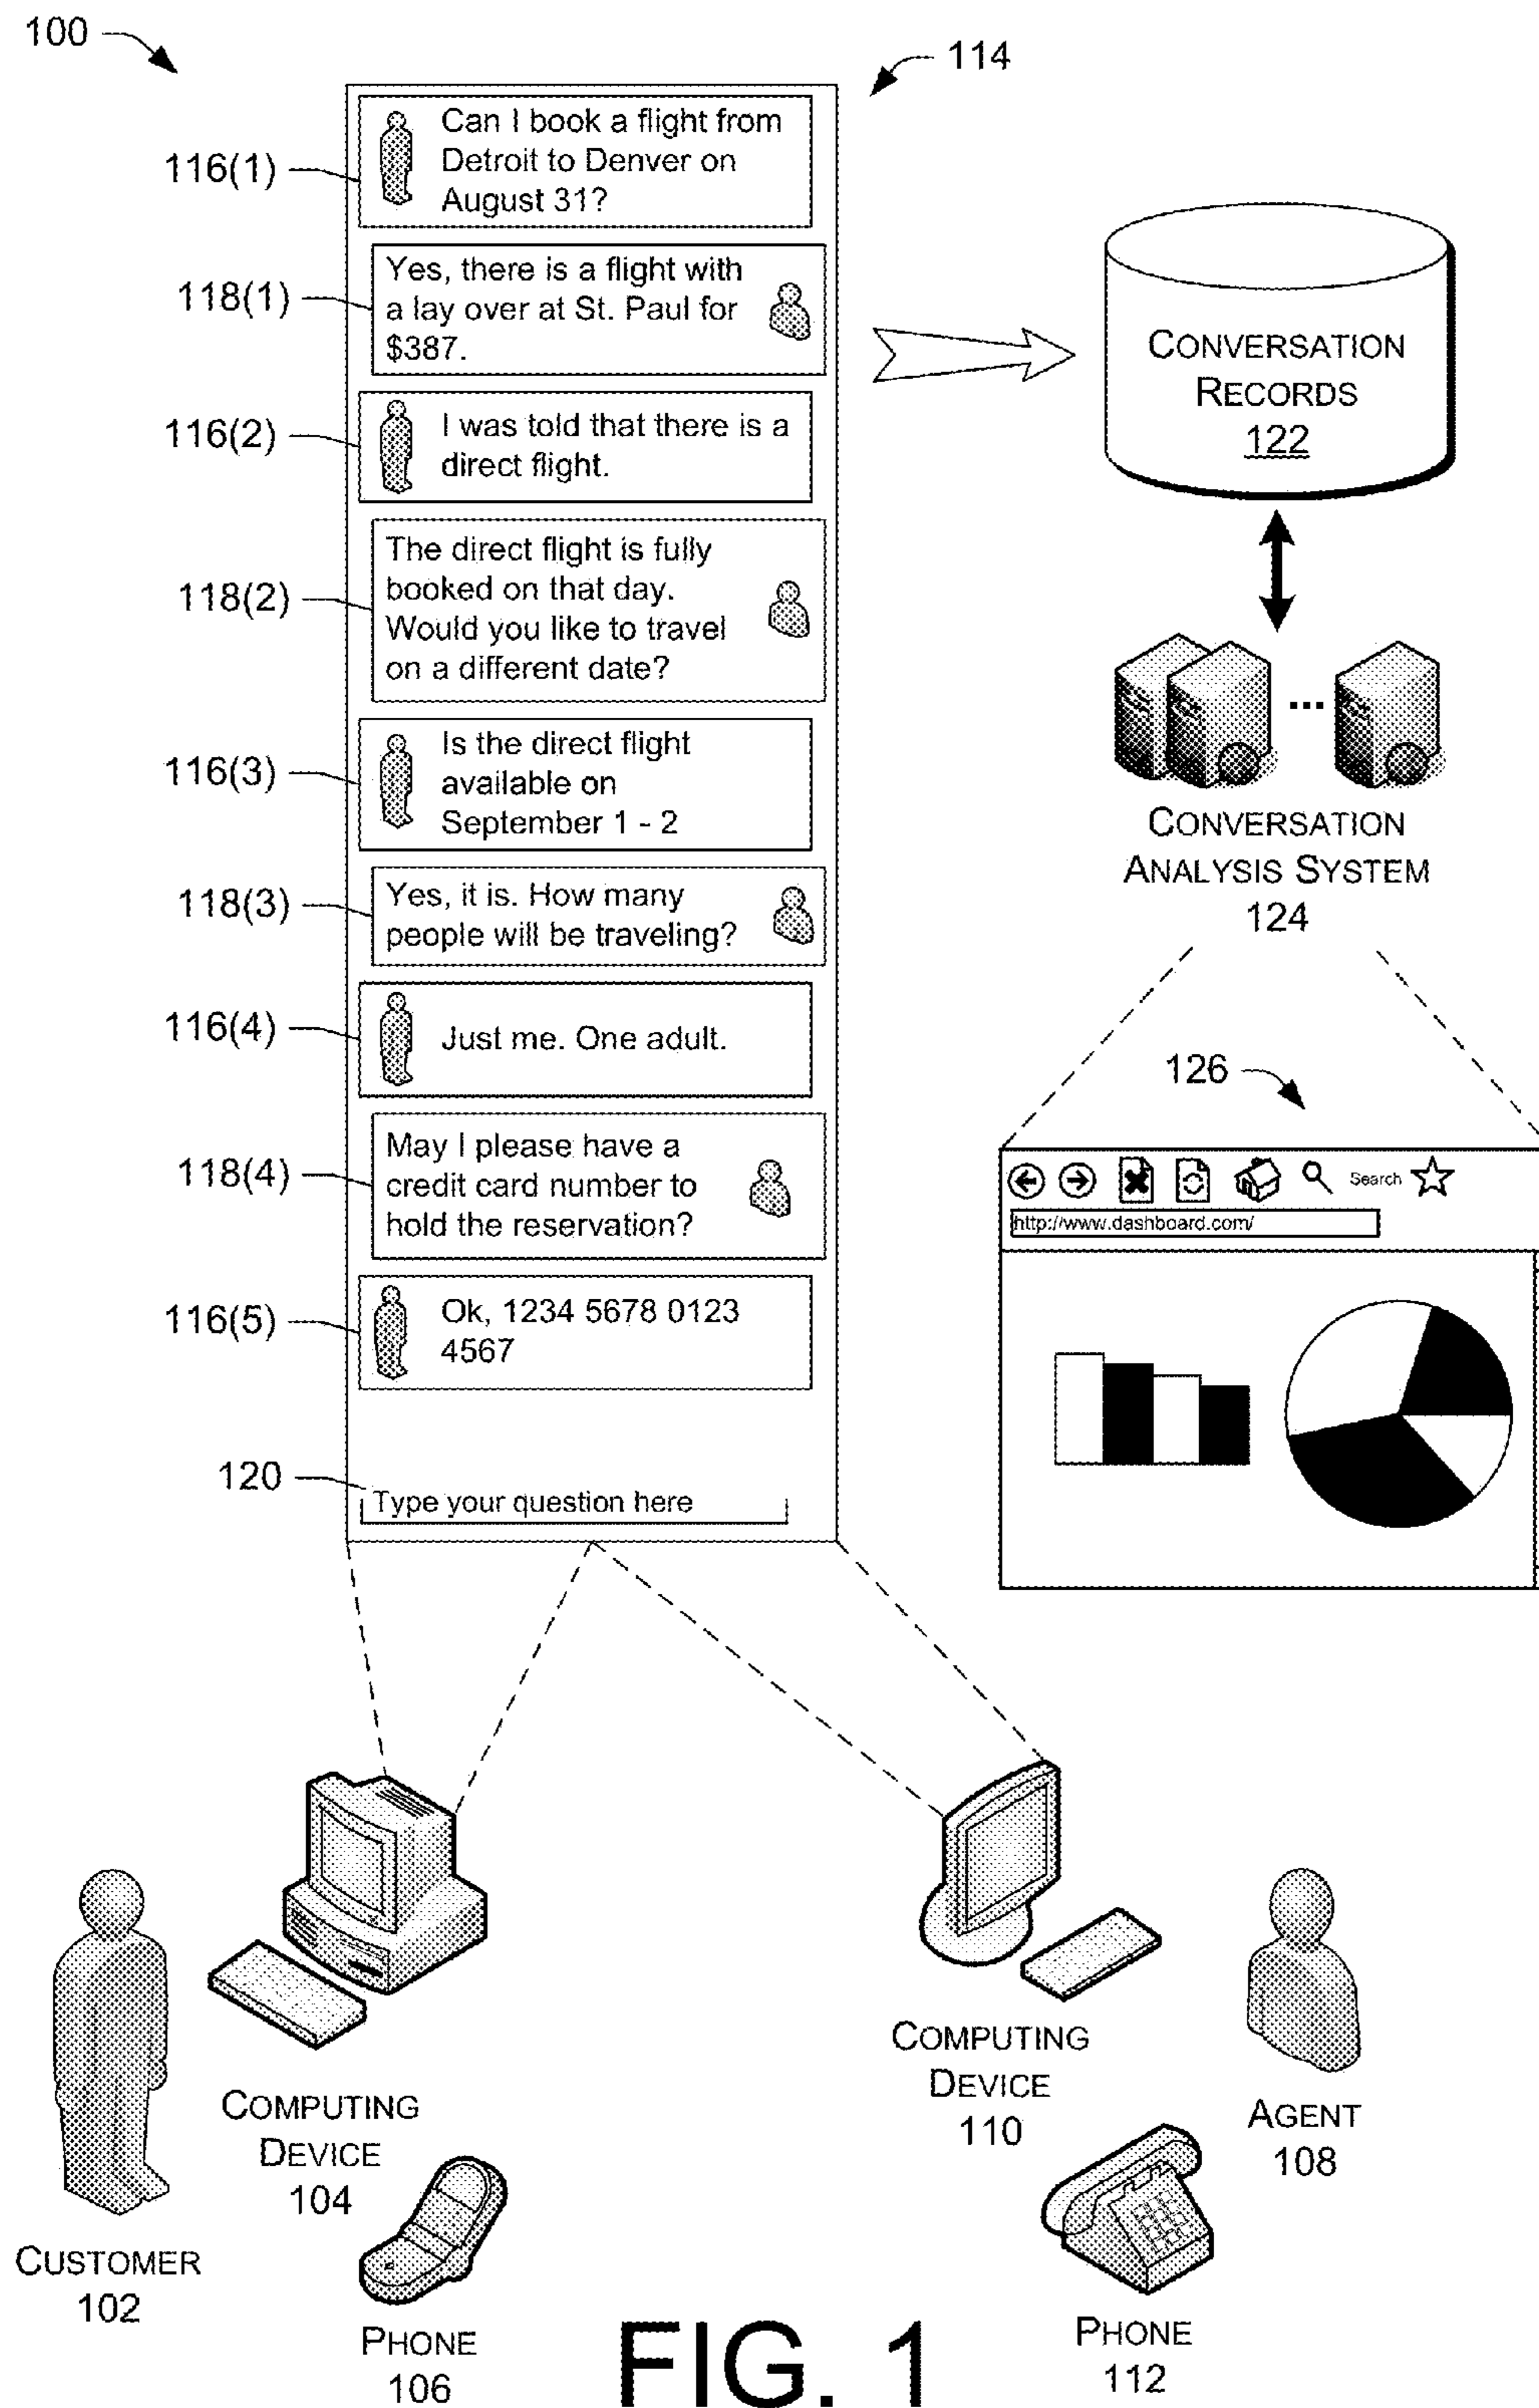 100
114
116(1)
Can I book a flight from
Detroit to Denver on
August 31?
118(1)
Yes, there is a flight with
a lay over at St. Paul for
$387.
116(2)
I was told that there is a
direct flight.
118(2)
The direct flight is fully
booked on that day.
Would you like to travel
on a different date?
116(3)
Is the direct flight
available on
September 1 - 2
118(3)
Yes, it is. How many
people will be traveling?
116(4)
Just me. One adult.
118(4)
May I please have a
credit card number to
hold the reservation?
116(5)
Ok, 1234 5678 0123
4567
120
Type your question here
CONVERSATION
RECORDS
122
...
CONVERSATION
ANALYSIS SYSTEM
124
126
Search
http://www.dashboard.com/
CUSTOMER
102
COMPUTING
DEVICE
104
PHONE
106
COMPUTING
DEVICE
110
AGENT
108
PHONE
112
FIG. 1